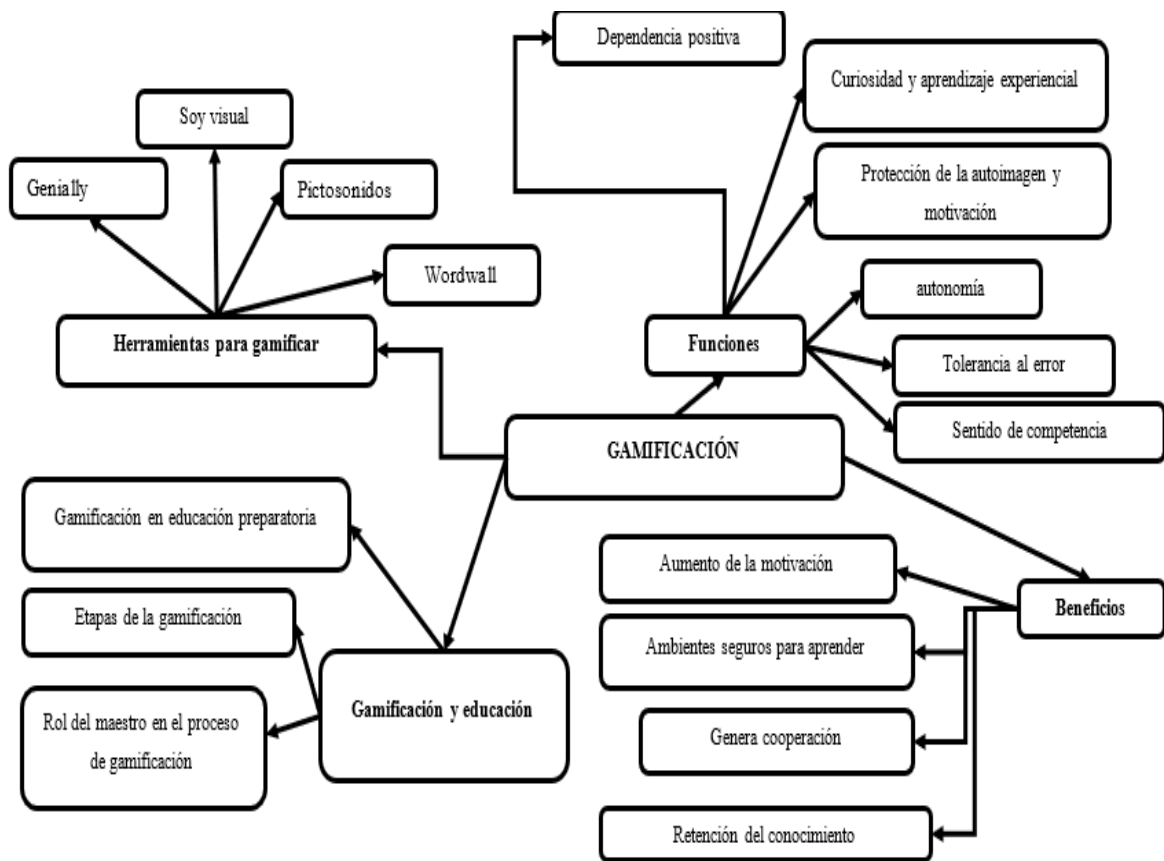 Dependencia positiva
Curiosidad y aprendizaje experiencial
Soy visual
Genially
Pictosonidos
Protección de la autoimagen y
motivación
Wordwall
autonomía
Herramientas para gamificar
Funciones
Tolerancia al error
Sentido de competencia
GAMIFICACIÓN
Gamificación en educación preparatoria
Aumento de la motivación
Beneficios
Etapas de la gamificación
Ambientes seguros para aprender
Gamificación y educación
Rol del maestro en el proceso
de gamificación
Genera cooperación
Retención del conocimiento